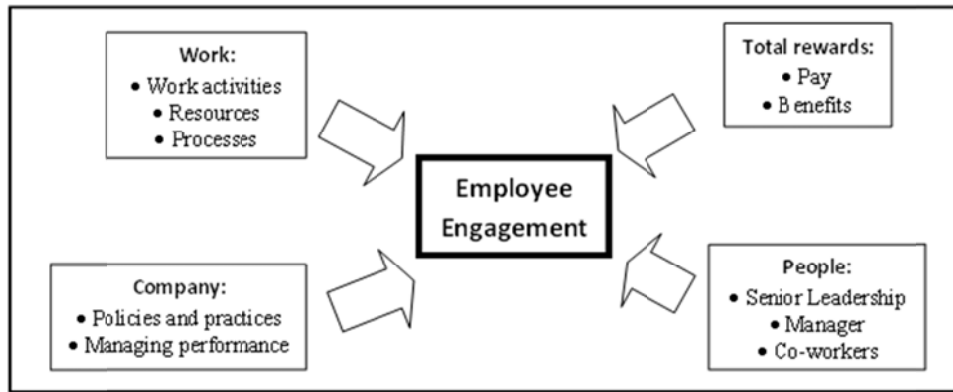 Work:
• Work activities
• Resources
• Processes
Total rewards:
• Pay
• Benefits
Employee
Engagement
Company:
• Policies and practices
• Managing performance
People:
• Senior Leadership
• Manager
• Co-workers